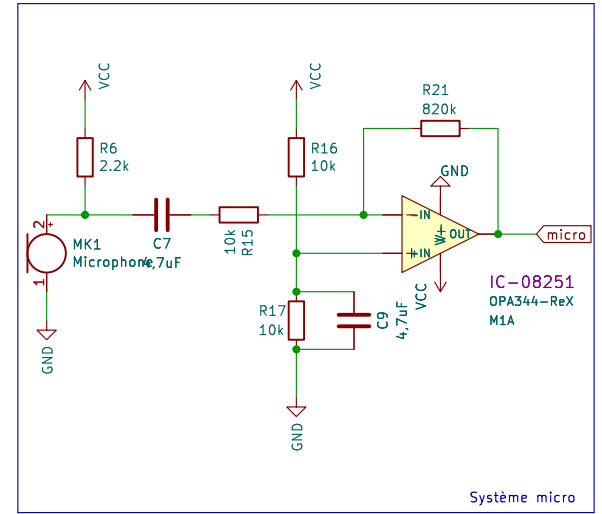 VCC
VCC
R6
2.2k
R16
10k
R21
820k
GND
2
+
MK1
Microphone
1
GND
C7
4,7uF
10k
R15
-IN
+IN
V+
V-
OUT
micro
VCC
IC-08251
OPA344-ReX
M1A
R17
10k
C9
4,7uF
GND
Système micro